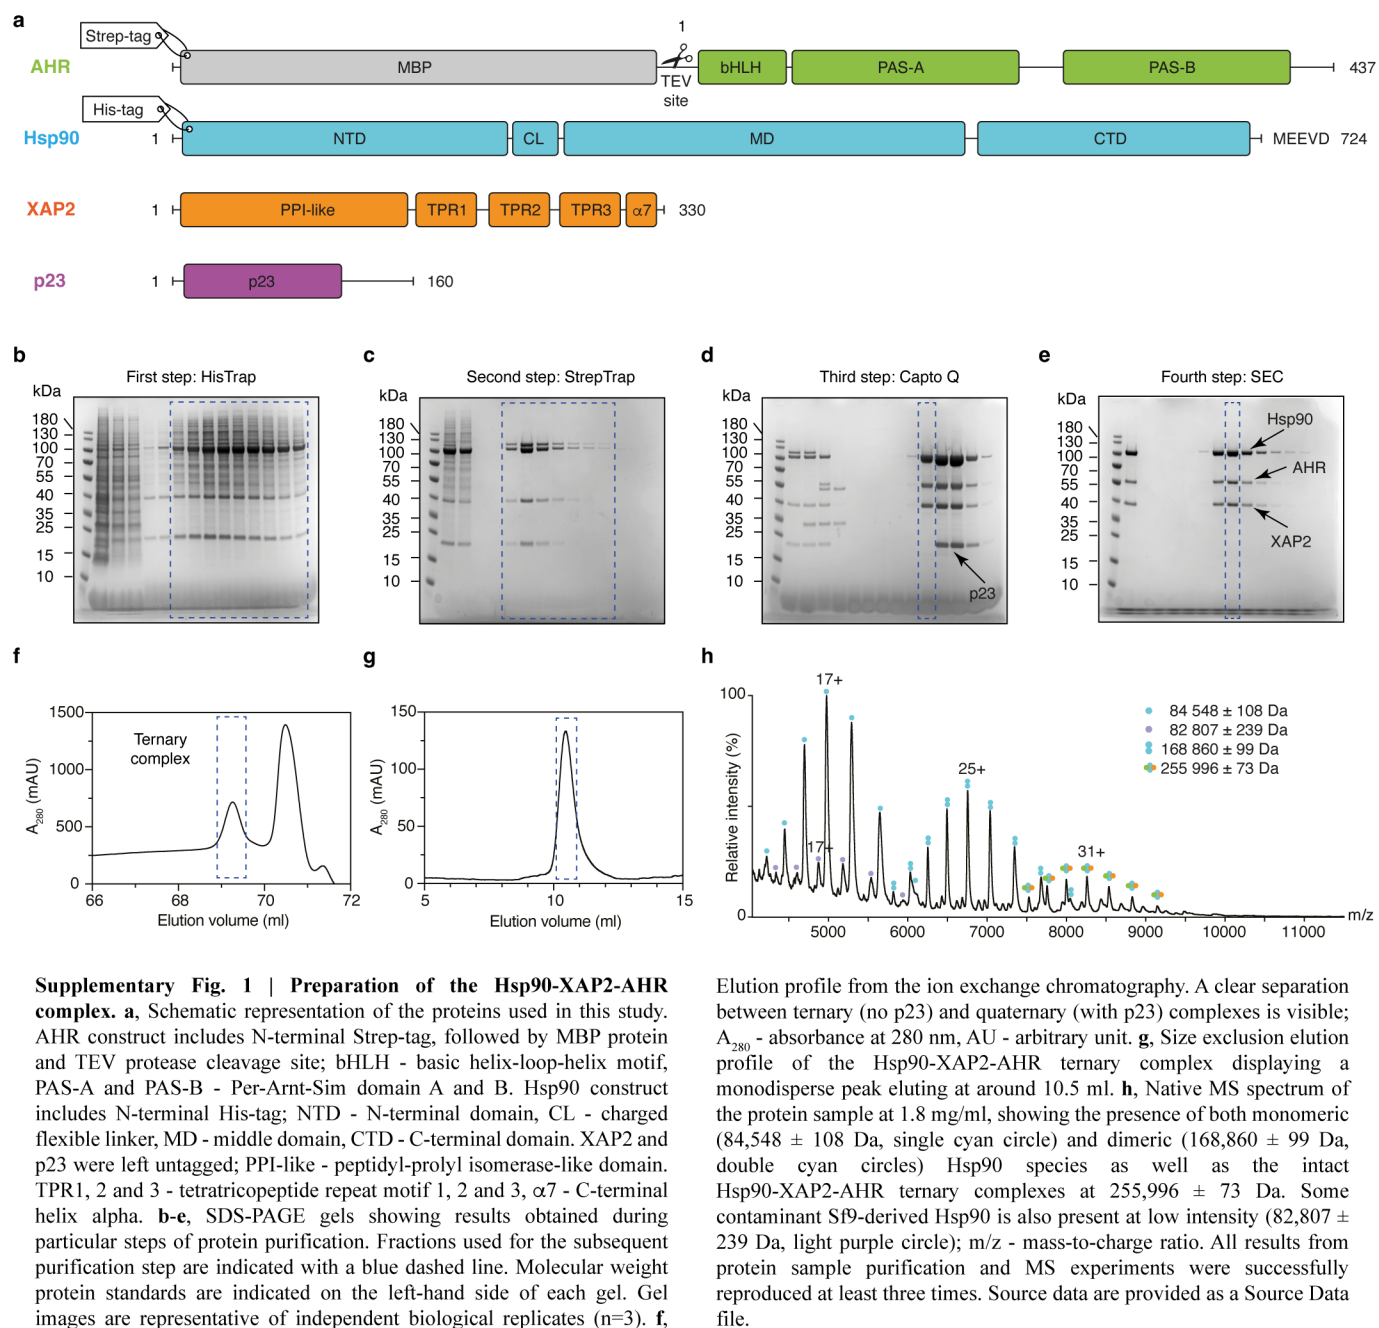 a
Strep-tag
1
AHR
MBP
TEV
site
bHLH
PAS-A
PAS-B
437
His-tag
Hsp90
1
NTD
CL
MD
CTD
MEEVD 724
XAP2
1
PPI-like
TPR1
TPR2
TPR3
α7
330
p23
1
p23
160
b
First step: HisTrap
kDa
180
130
100
70
55
40
35
25
15
10
c
Second step: StrepTrap
kDa
180
130
100
70
55
40
35
25
15
10
d
Third step: Capto Q
kDa
180
130
100
70
55
40
35
25
15
10
p23
e
Fourth step: SEC
kDa
180
130
100
70
55
40
35
25
15
10
Hsp90
AHR
XAP2
f
1500
1000
500
0
A280 (mAU)
Ternary
complex
66 68 70 72
Elution volume (ml)
g
150
100
50
0
A280 (mAU)
5 10 15
Elution volume (ml)
h
100
0
Relative intensity (%)
17+
17+
25+
31+
84 548 ± 108 Da
82 807 ± 239 Da
168 860 ± 99 Da
255 996 ± 73 Da
5000 6000 7000 8000 9000 10000 11000
m/z
Supplementary Fig. 1 | Preparation of the Hsp90-XAP2-AHR
complex. a, Schematic representation of the proteins used in this study.
AHR construct includes N-terminal Strep-tag, followed by MBP protein
and TEV protease cleavage site; bHLH - basic helix-loop-helix motif,
PAS-A and PAS-B - Per-Arnt-Sim domain A and B. Hsp90 construct
includes N-terminal His-tag; NTD - N-terminal domain, CL - charged
flexible linker, MD - middle domain, CTD - C-terminal domain. XAP2 and
p23 were left untagged; PPI-like - peptidyl-prolyl isomerase-like domain.
TPR1, 2 and 3 - tetratricopeptide repeat motif 1, 2 and 3, α7 - C-terminal
helix alpha. b-e, SDS-PAGE gels showing results obtained during
particular steps of protein purification. Fractions used for the subsequent
purification step are indicated with a blue dashed line. Molecular weight
protein standards are indicated on the left-hand side of each gel. Gel
images are representative of independent biological replicates (n=3). f,
Elution profile from the ion exchange chromatography. A clear separation
between ternary (no p23) and quaternary (with p23) complexes is visible;
A280 - absorbance at 280 nm, AU - arbitrary unit. g, Size exclusion elution
profile of the Hsp90-XAP2-AHR ternary complex displaying a
monodisperse peak eluting at around 10.5 ml. h, Native MS spectrum of
the protein sample at 1.8 mg/ml, showing the presence of both monomeric
(84,548 ± 108 Da, single cyan circle) and dimeric (168,860 ± 99 Da,
double cyan circles) Hsp90 species as well as the intact
Hsp90-XAP2-AHR ternary complexes at 255,996 ± 73 Da. Some
contaminant Sf9-derived Hsp90 is also present at low intensity (82,807 ±
239 Da, light purple circle); m/z - mass-to-charge ratio. All results from
protein sample purification and MS experiments were successfully
reproduced at least three times. Source data are provided as a Source Data
file.